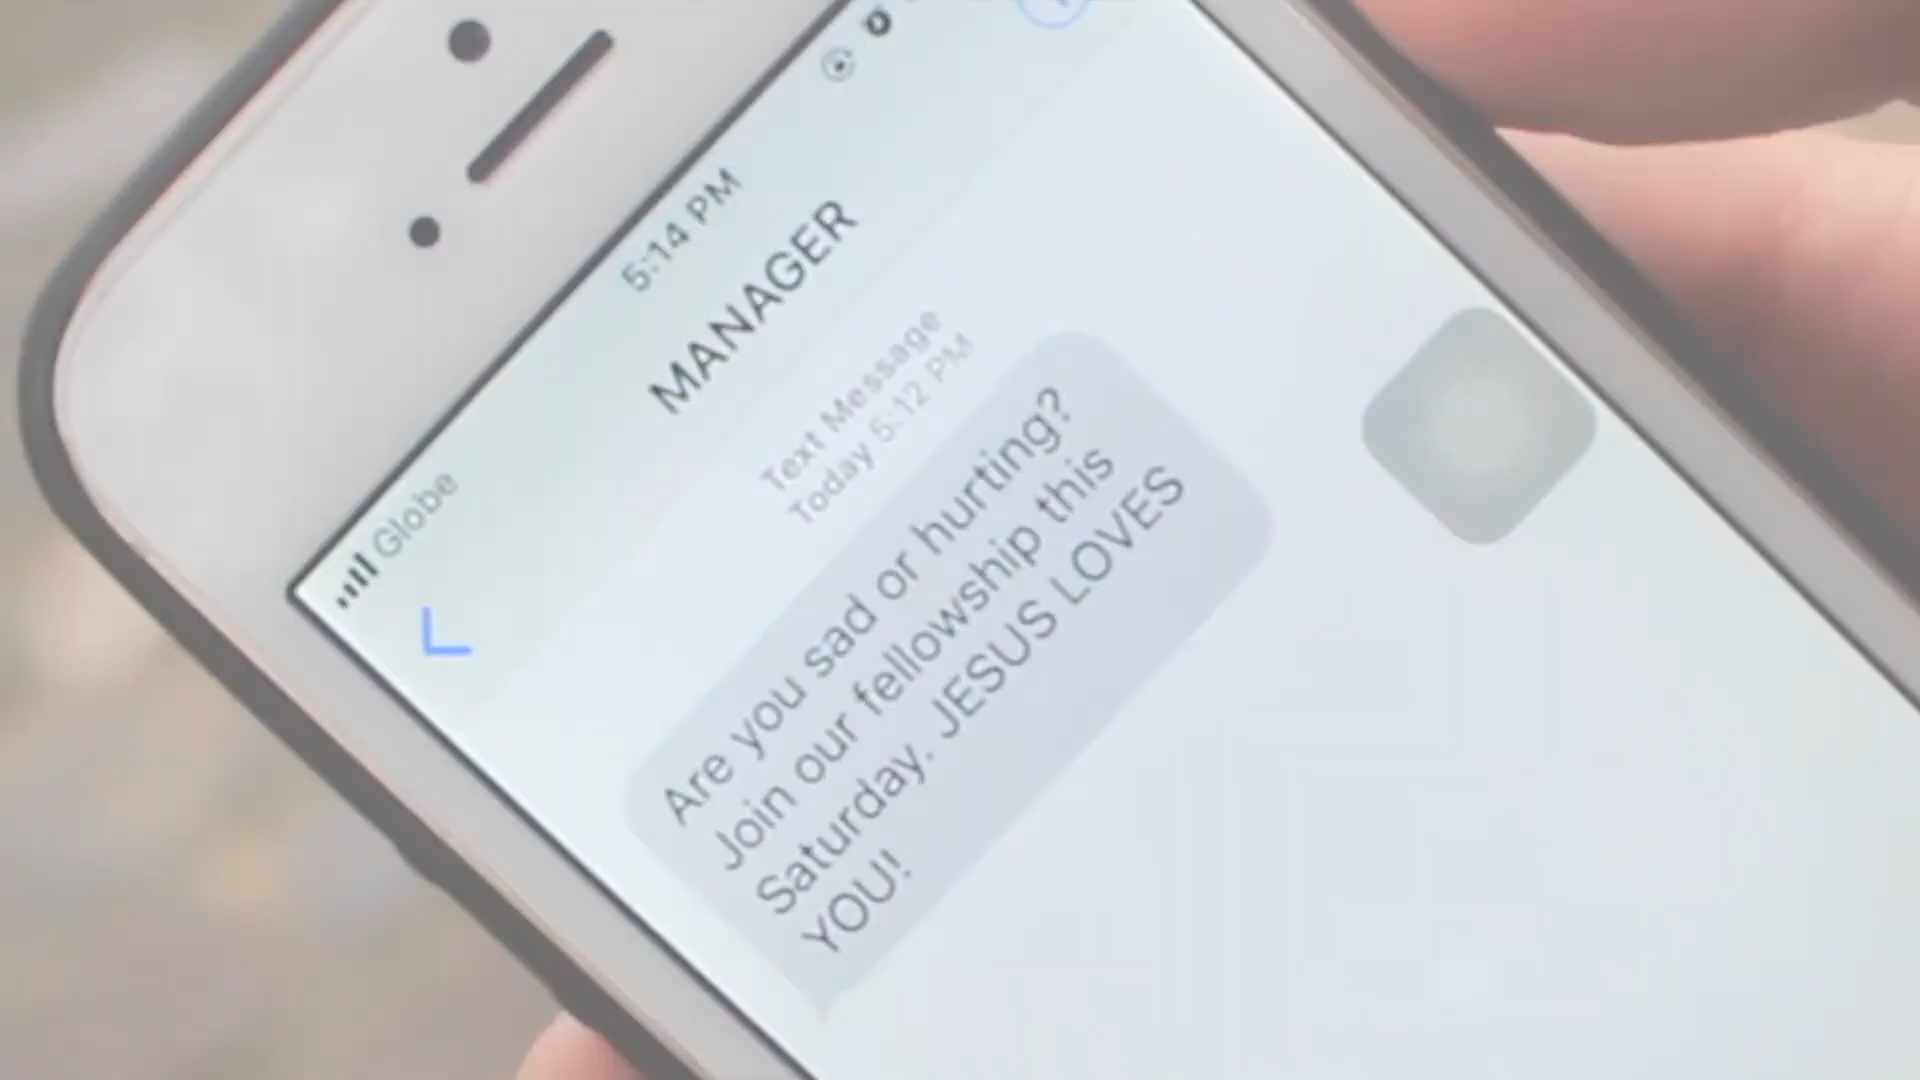 Globe 5:14 PM
MANAGER
Text Message
Today 5:12 PM
Are you sad or hurting?
Join our fellowship this
Saturday. JESUS LOVES
YOU!